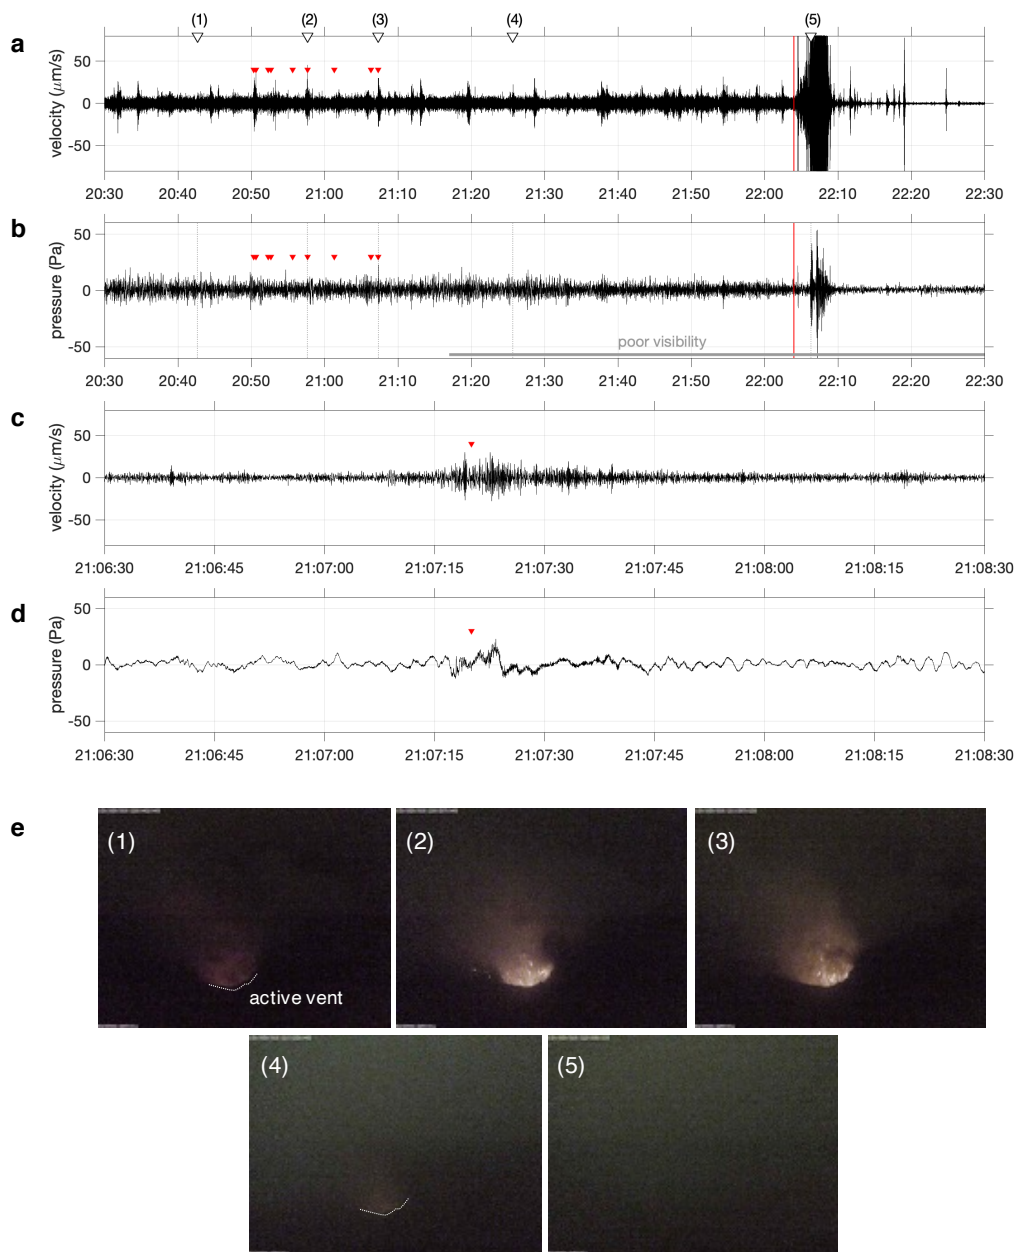 (1) (2) (3) (4) (5)
a
velocity (μm/s)
50
0
-50
20:30 20:40 20:50 21:00 21:10 21:20 21:30 21:40 21:50 22:00 22:10 22:20 22:30
b
pressure (Pa)
50
0
-50
poor visibility
20:30 20:40 20:50 21:00 21:10 21:20 21:30 21:40 21:50 22:00 22:10 22:20 22:30
c
velocity (μm/s)
50
0
-50
21:06:30 21:06:45 21:07:00 21:07:15 21:07:30 21:07:45 21:08:00 21:08:15 21:08:30
d
pressure (Pa)
50
0
-50
21:06:30 21:06:45 21:07:00 21:07:15 21:07:30 21:07:45 21:08:00 21:08:15 21:08:30
e
(1) (2) (3)
active vent
(4) (5)